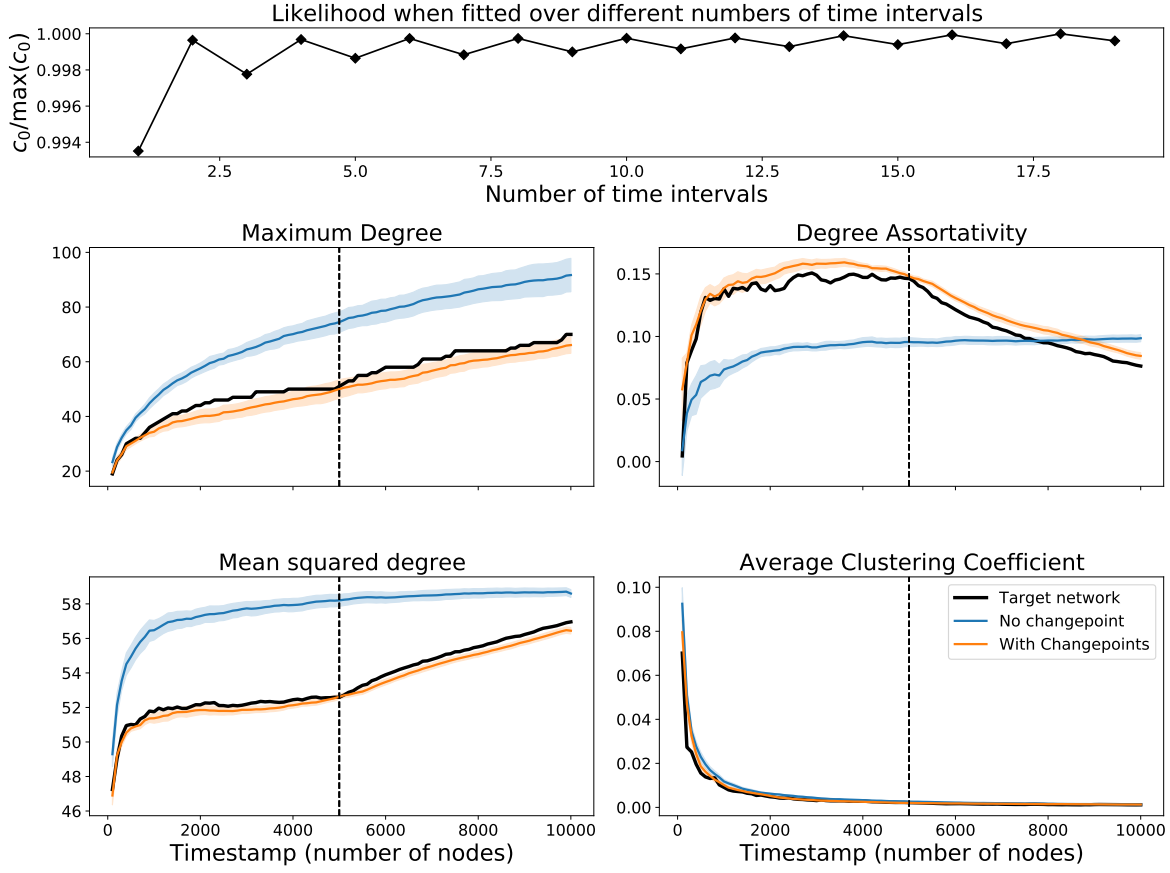 Likelihood when fitted over different numbers of time intervals
c₀/max(c₀)
1.000
0.998
0.996
0.994
2.5 5.0 7.5 10.0 12.5 15.0 17.5
Number of time intervals
Maximum Degree
100
80
60
40
20
Degree Assortativity
0.15
0.10
0.05
0.00
Mean squared degree
58
56
54
52
50
48
46
0 2000 4000 6000 8000 10000
Timestamp (number of nodes)
Average Clustering Coefficient
0.10
0.08
0.06
0.04
0.02
0.00
Target network
No changepoint
With Changepoints
0 2000 4000 6000 8000 10000
Timestamp (number of nodes)